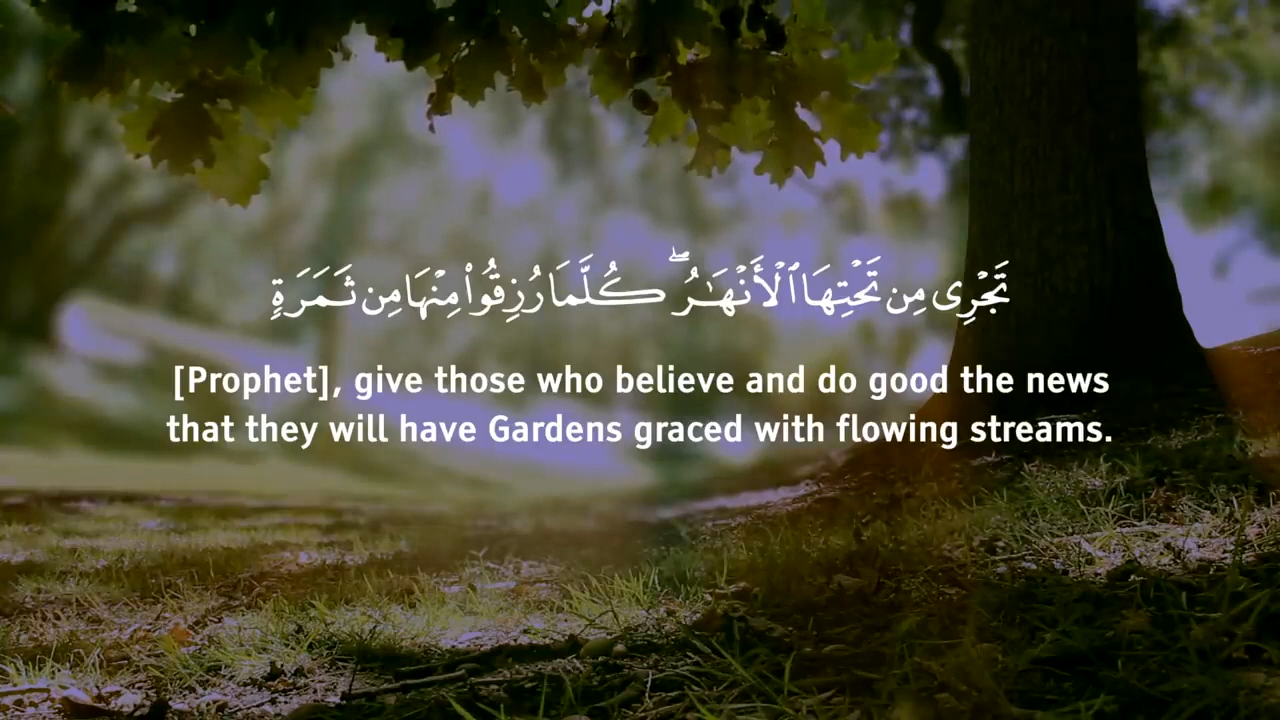 تَجْرِى مِن تَحْتِهَا ٱلْأَنْهَـٰرُ ۖ كُلَّمَا رُزِقُوا۟ مِنْهَا مِن ثَمَرَةٍ
[Prophet], give those who believe and do good the news
that they will have Gardens graced with flowing streams.